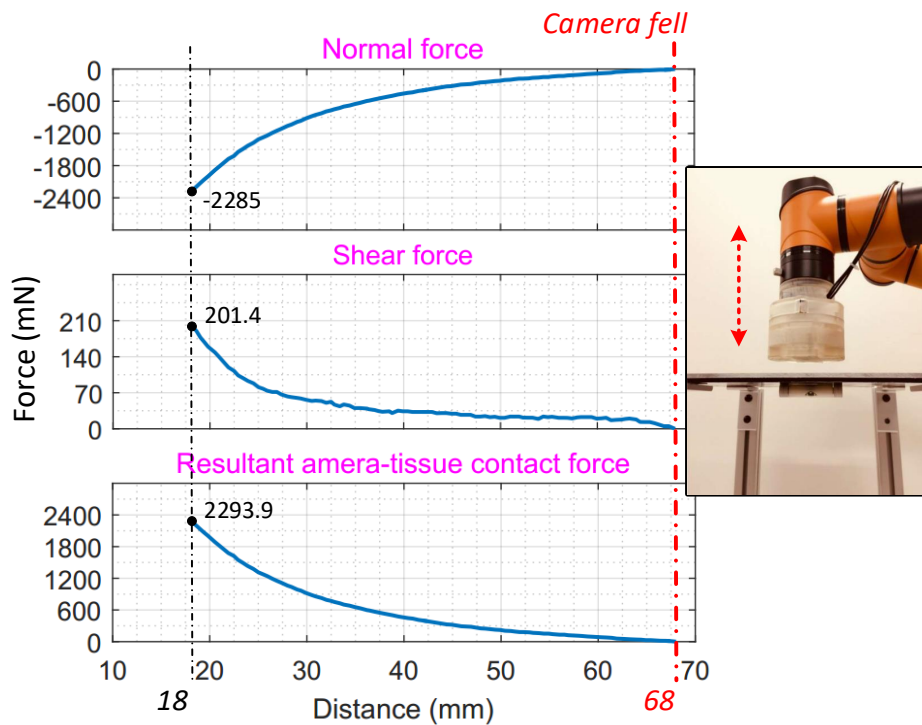 Camera fell
Normal force
0
-600
-1200
-1800
-2400
-2285
Shear force
210
140
70
0
201.4
Force (mN)
Resultant amera-tissue contact force
2400
1800
1200
600
0
2293.9
10 20 30 40 50 60 70
18 68
Distance (mm)